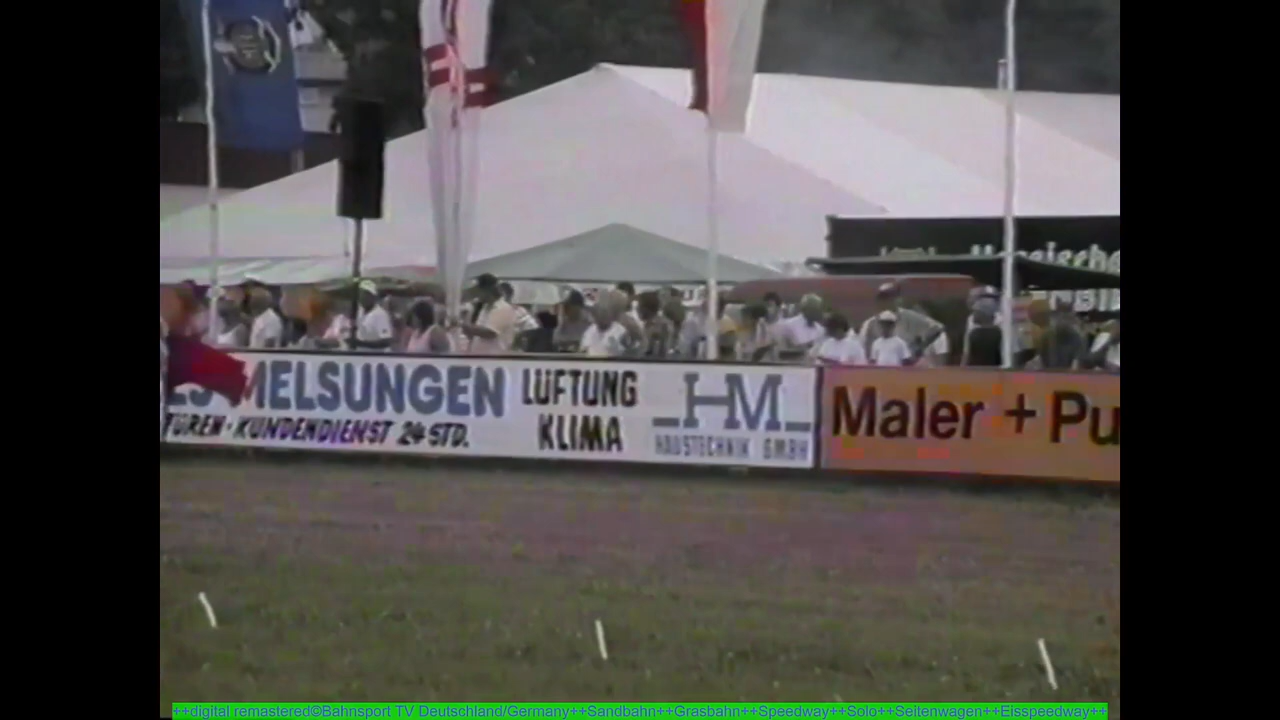 MELSUNGEN
TÜREN · KUNDENDIENST 24 STD.
LÜFTUNG
KLIMA
HM
HAUSTECHNIK GMBH
Maler + Pu
++digital remastered©Bahnsport TV Deutschland/Germany++Sandbahn++Grasbahn++Speedway++Solo++Seitenwagen++Eisspeedway++